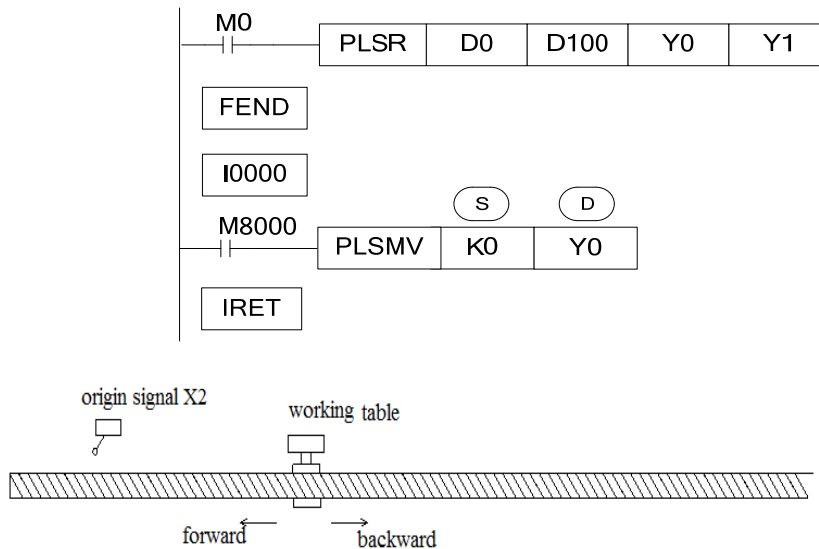 M0
PLSR D0 D100 Y0 Y1
FEND
I0000
S D
M8000
PLSMV K0 Y0
IRET
origin signal X2
working table
forward
backward